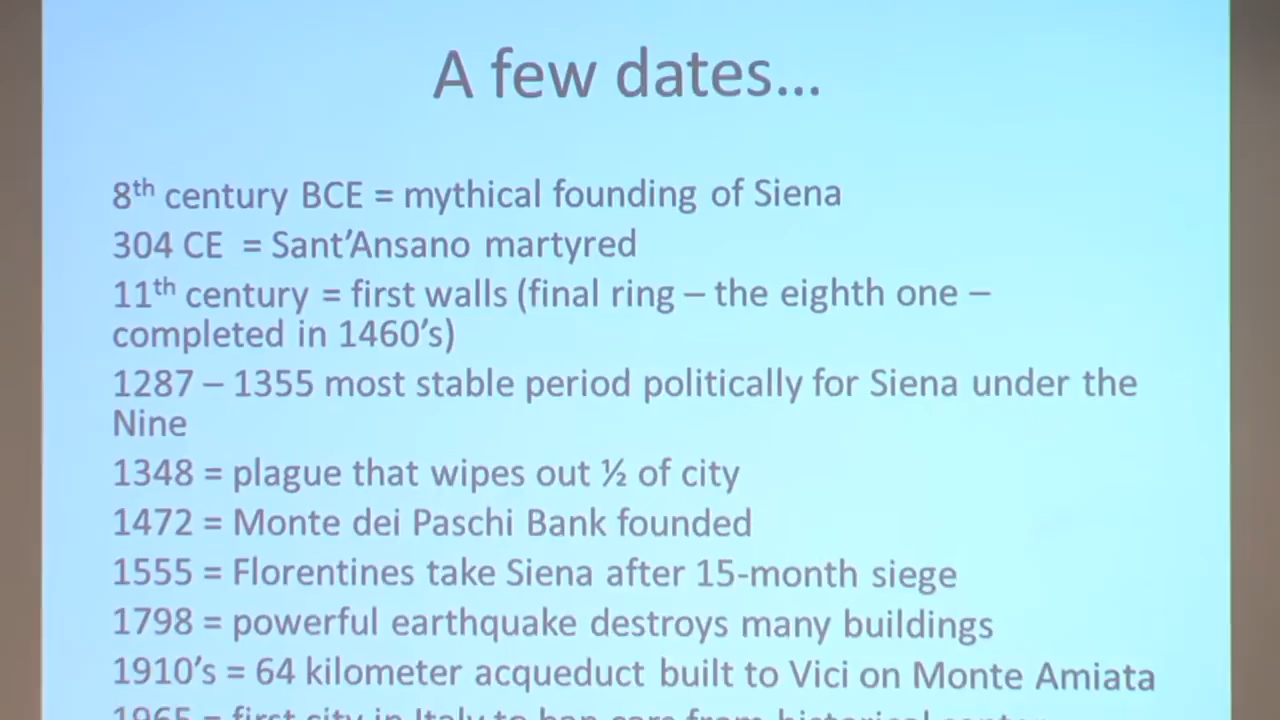 A few dates...
8th century BCE = mythical founding of Siena
304 CE = Sant’Ansano martyred
11th century = first walls (final ring – the eighth one –
completed in 1460’s)
1287 – 1355 most stable period politically for Siena under the
Nine
1348 = plague that wipes out ½ of city
1472 = Monte dei Paschi Bank founded
1555 = Florentines take Siena after 15-month siege
1798 = powerful earthquake destroys many buildings
1910’s = 64 kilometer acqueduct built to Vici on Monte Amiata
1965 = first city in Italy to ban cars from historical center